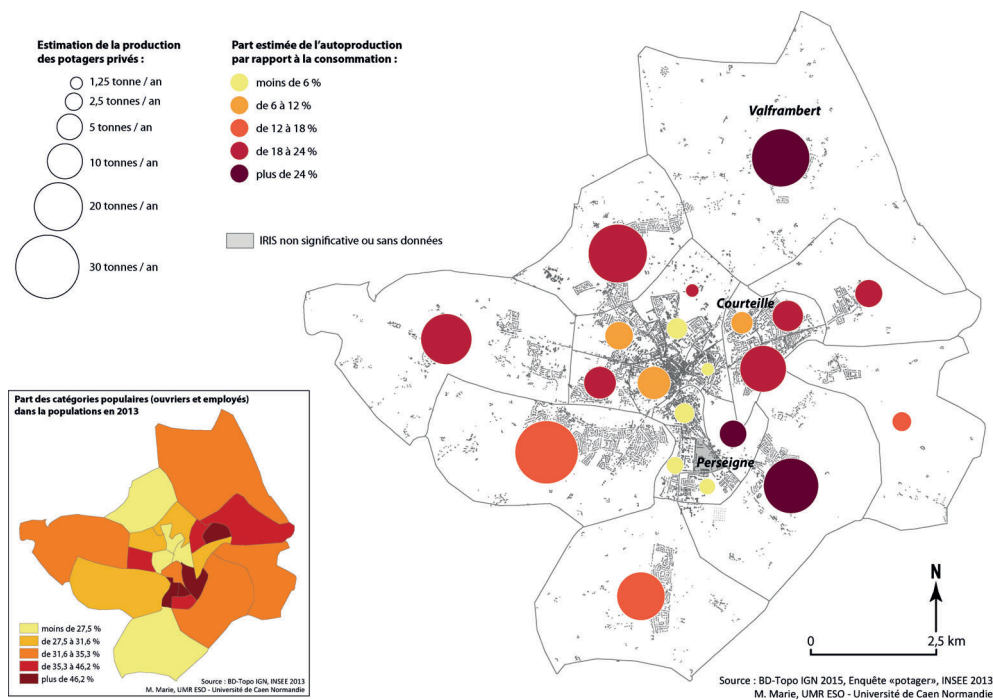 Estimation de la production
des potagers privés :
1,25 tonne / an
2,5 tonnes / an
5 tonnes / an
10 tonnes / an
20 tonnes / an
30 tonnes / an
Part estimée de l'autoproduction
par rapport à la consommation :
moins de 6 %
de 6 à 12 %
de 12 à 18 %
de 18 à 24 %
plus de 24 %
IRIS non significative ou sans données
Valframbert
Courteille
Perseigne
Part des catégories populaires (ouvriers et employés)
dans la populations en 2013
moins de 27,5 %
de 27,5 à 31,6 %
de 31,6 à 35,3 %
de 35,3 à 46,2 %
plus de 46,2 %
Source : BD-Topo IGN, INSEE 2013
M. Marie, UMR ESO - Université de Caen Normandie
N
0 2,5 km
Source : BD-Topo IGN 2015, Enquête «potager», INSEE 2013
M. Marie, UMR ESO - Université de Caen Normandie